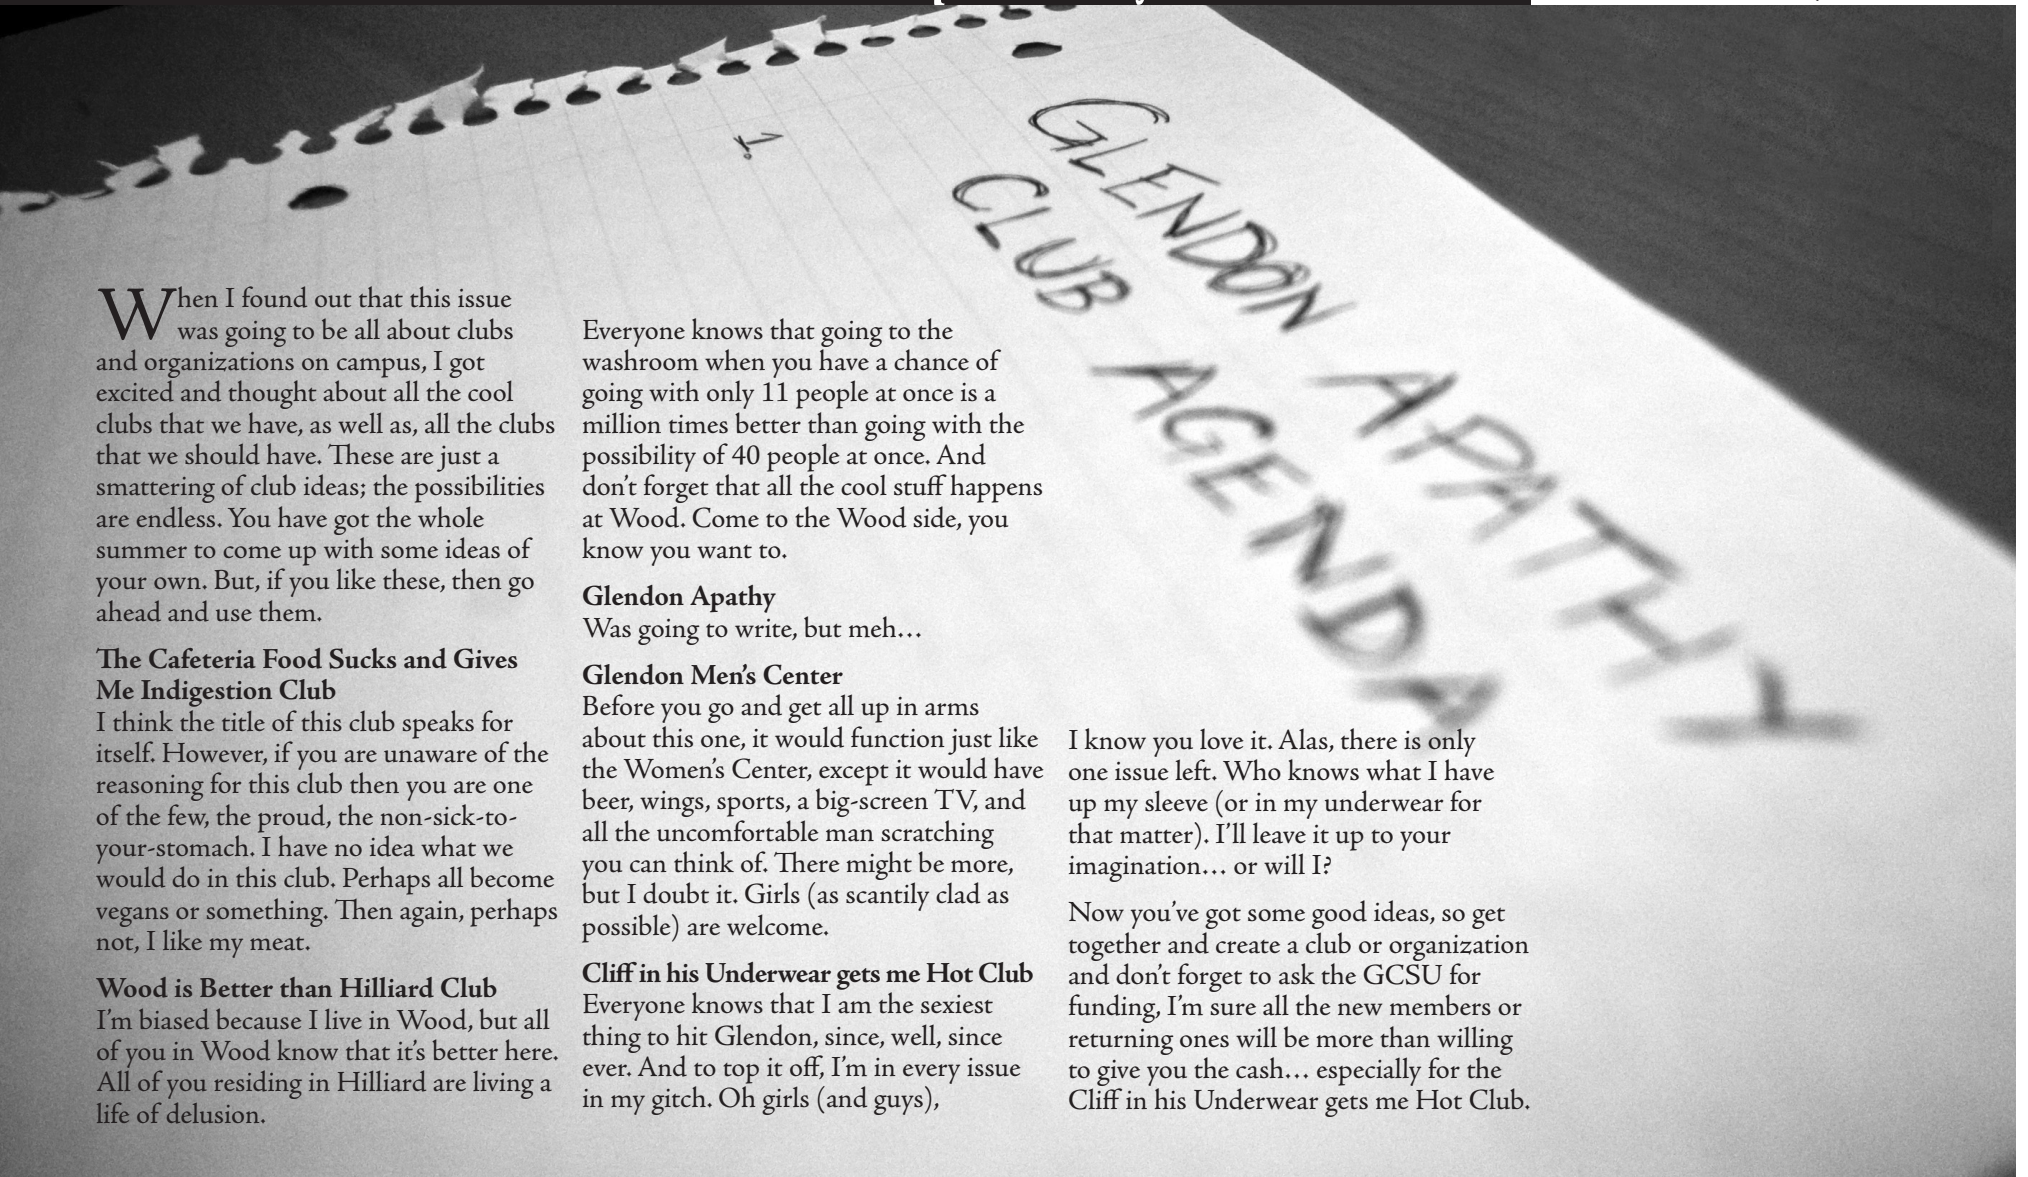 GLENDON APATHY
CLUB AGENDA
1.
When I found out that this issue
was going to be all about clubs
and organizations on campus, I got
excited and thought about all the cool
clubs that we have, as well as, all the clubs
that we should have. These are just a
smattering of club ideas; the possibilities
are endless. You have got the whole
summer to come up with some ideas of
your own. But, if you like these, then go
ahead and use them.
The Cafeteria Food Sucks and Gives
Me Indigestion Club
I think the title of this club speaks for
itself. However, if you are unaware of the
reasoning for this club then you are one
of the few, the proud, the non-sick-to-
your-stomach. I have no idea what we
would do in this club. Perhaps all become
vegans or something. Then again, perhaps
not, I like my meat.
Wood is Better than Hilliard Club
I'm biased because I live in Wood, but all
of you in Wood know that it's better here.
All of you residing in Hilliard are living a
life of delusion.
Everyone knows that going to the
washroom when you have a chance of
going with only 11 people at once is a
million times better than going with the
possibility of 40 people at once. And
don't forget that all the cool stuff happens
at Wood. Come to the Wood side, you
know you want to.
Glendon Apathy
Was going to write, but meh…
Glendon Men's Center
Before you go and get all up in arms
about this one, it would function just like
the Women's Center, except it would have
beer, wings, sports, a big-screen TV, and
all the uncomfortable man scratching
you can think of. There might be more,
but I doubt it. Girls (as scantily clad as
possible) are welcome.
Cliff in his Underwear gets me Hot Club
Everyone knows that I am the sexiest
thing to hit Glendon, since, well, since
ever. And to top it off, I'm in every issue
in my gitch. Oh girls (and guys),
I know you love it. Alas, there is only
one issue left. Who knows what I have
up my sleeve (or in my underwear for
that matter). I'll leave it up to your
imagination… or will I?
Now you've got some good ideas, so get
together and create a club or organization
and don't forget to ask the GCSU for
funding, I'm sure all the new members or
returning ones will be more than willing
to give you the cash… especially for the
Cliff in his Underwear gets me Hot Club.